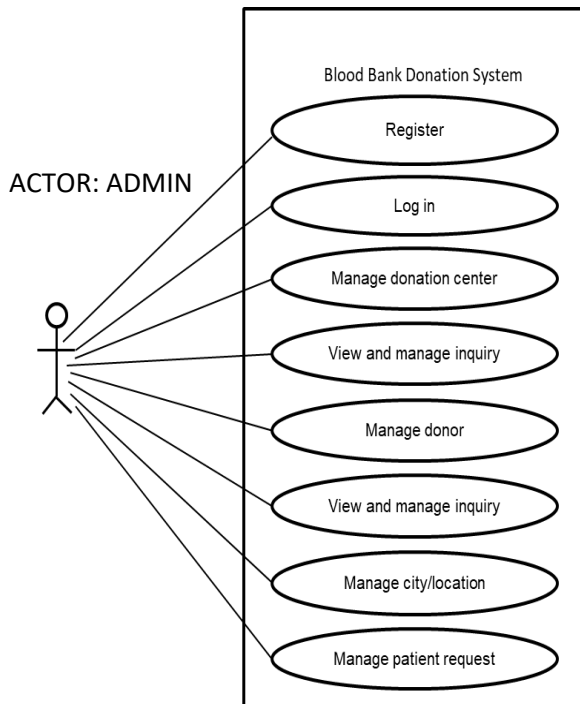 Blood Bank Donation System
Register
ACTOR: ADMIN
Log in
Manage donation center
View and manage inquiry
Manage donor
View and manage inquiry
Manage city/location
Manage patient request